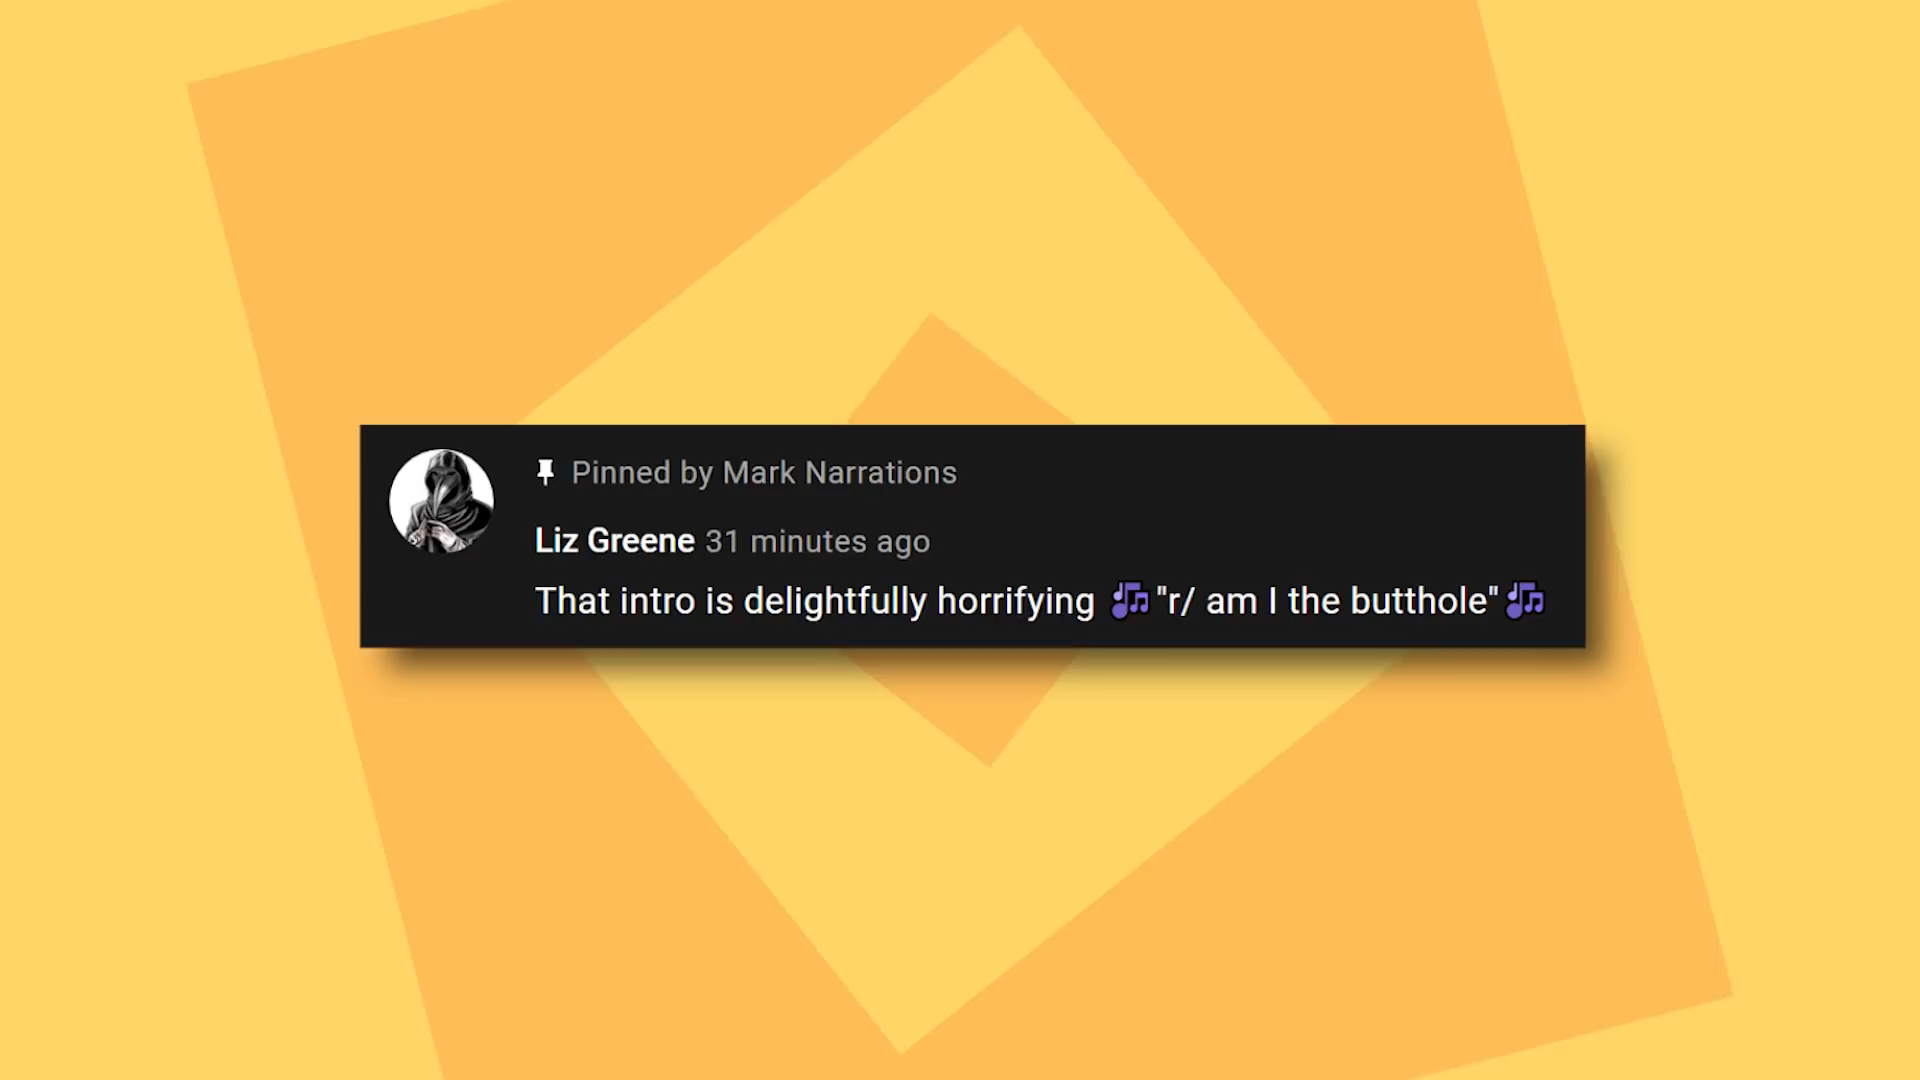 Pinned by Mark Narrations
Liz Greene 31 minutes ago
That intro is delightfully horrifying 🎶"r/ am I the butthole"🎶